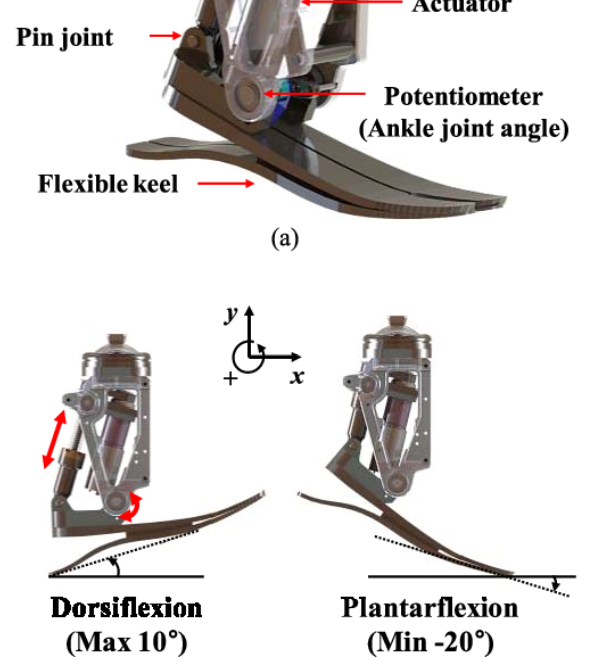 Actuator
Pin joint
Potentiometer
(Ankle joint angle)
Flexible keel
(a)
y
+
x
Dorsiflexion
(Max 10°)
Plantarflexion
(Min -20°)